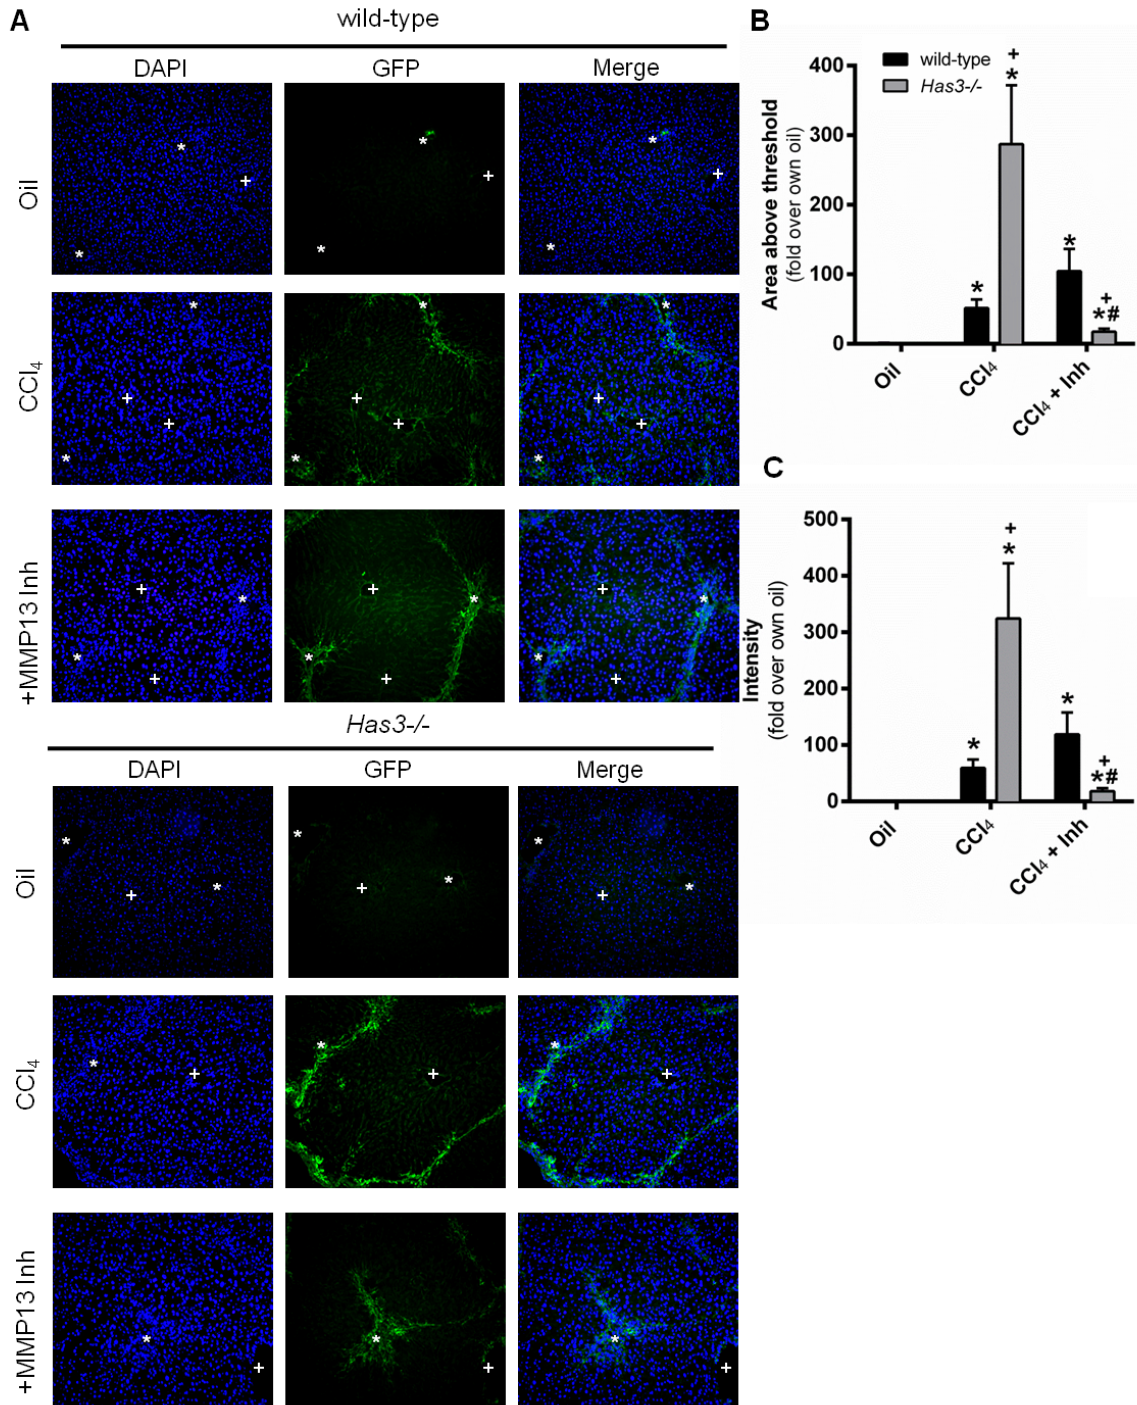 A
wild-type
DAPI GFP Merge
Oil
* + *
* + *
* + *
CCl4
* + + *
* + + *
* + + *
+MMP13 Inh
+ * * +
+ * * +
+ * * +
Has3-/-
DAPI GFP Merge
Oil
* + *
* + *
* + *
CCl4
* +
* +
* +
+MMP13 Inh
* +
* +
* +
B
Area above threshold
(fold over own oil)
400
300
200
100
0
wild-type
Has3-/-
*
+
*
*
+
*#
Oil
CCl4
CCl4 + Inh
C
Intensity
(fold over own oil)
500
400
300
200
100
0
*
+
*
*
+
*#
Oil
CCl4
CCl4 + Inh